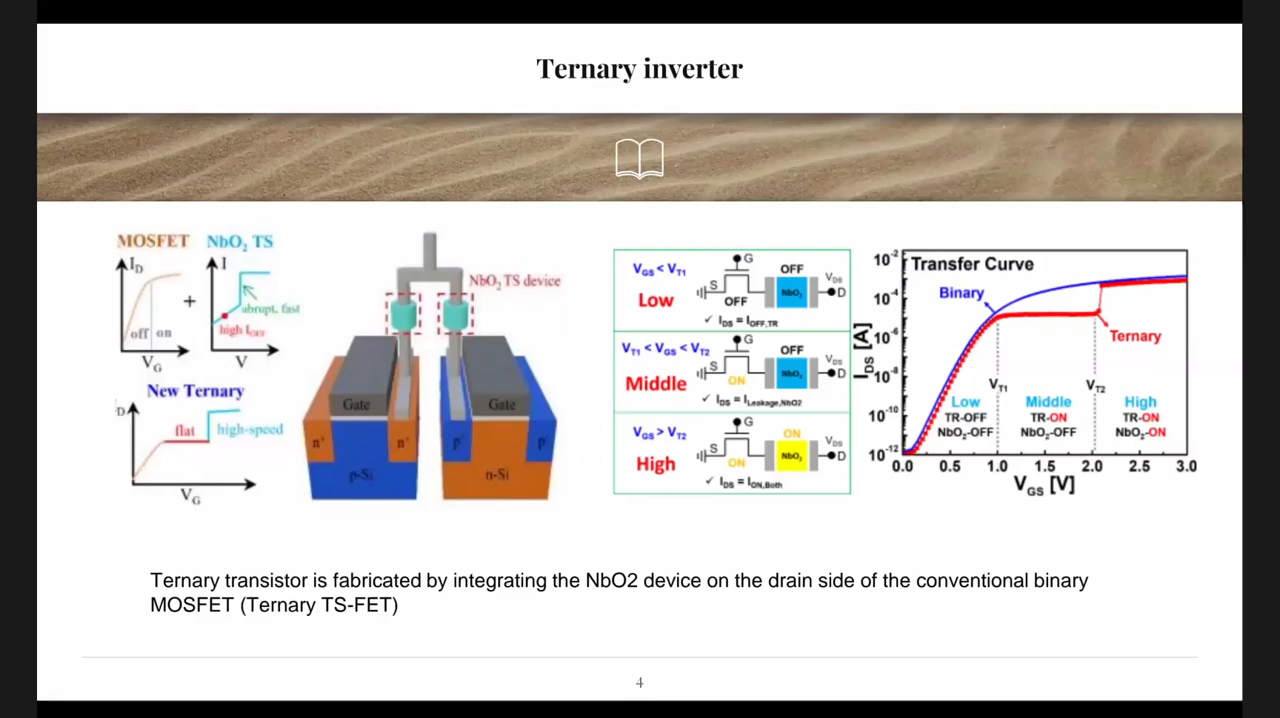 Ternary inverter
MOSFET
NbO₂ TS
I_D
I
+
off
on
abrupt, fast
high I_OFF
V_G
V
New Ternary
D
flat
high-speed
V_G
NbO₂ TS device
Gate
Gate
n⁺
n⁺
p-Si
n-Si
V_GS < V_T1
Low
G
S
OFF
OFF
NbO₂
V_DS
D
✓ I_DS = I_OFF,TR
V_T1 < V_GS < V_T2
Middle
G
S
ON
OFF
NbO₂
V_DS
D
✓ I_DS = I_Leakage,NbO2
V_GS > V_T2
High
G
S
ON
ON
NbO₂
V_DS
D
✓ I_DS = I_ON,Both
Transfer Curve
Binary
Ternary
I_DS [A]
10⁻²
10⁻⁴
10⁻⁶
10⁻⁸
10⁻¹⁰
10⁻¹²
V_T1
V_T2
Low
TR-OFF
NbO₂-OFF
Middle
TR-ON
NbO₂-OFF
High
TR-ON
NbO₂-ON
0.0 0.5 1.0 1.5 2.0 2.5 3.0
V_GS [V]
Ternary transistor is fabricated by integrating the NbO2 device on the drain side of the conventional binary
MOSFET (Ternary TS-FET)
4